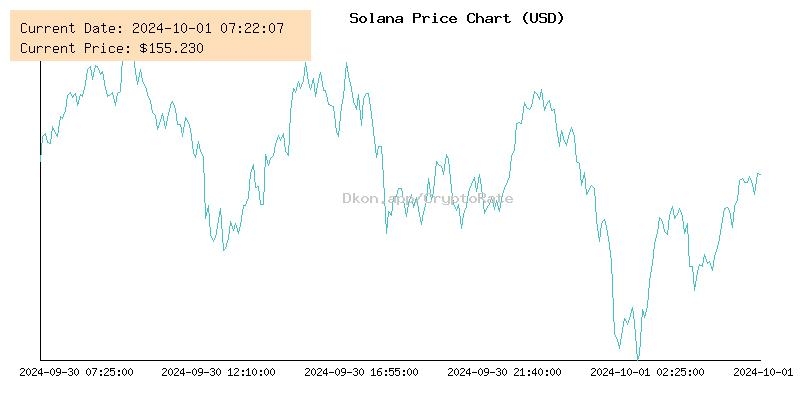 Solana Price Chart (USD)
Current Date: 2024-10-01 07:22:07
Current Price: $155.230
Dkon.app/CryptoRate
2024-09-30 07:25:00 2024-09-30 12:10:00 2024-09-30 16:55:00 2024-09-30 21:40:00 2024-10-01 02:25:00 2024-10-01